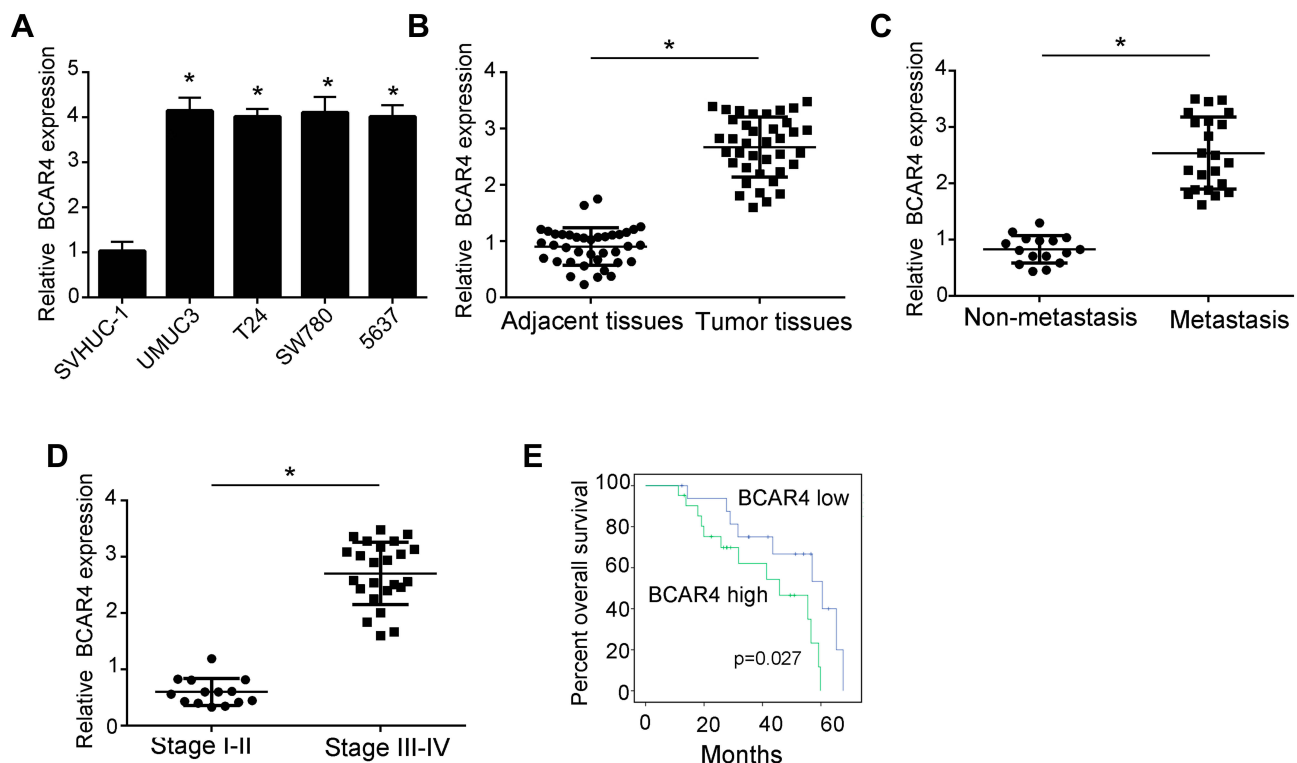 A
Relative BCAR4 expression
5
4
3
2
1
0
*
*
*
*
SVHUC-1
UMUC3
T24
SW780
5637
B
Relative BCAR4 expression
4
3
2
1
0
*
Adjacent tissues
Tumor tissues
C
Relative BCAR4 expression
4
3
2
1
0
*
Non-metastasis
Metastasis
D
Relative BCAR4 expression
4
3
2
1
0
*
Stage I-II
Stage III-IV
E
Percent overall survival
100
80
60
40
20
0
BCAR4 low
BCAR4 high
p=0.027
0
20
40
60
Months